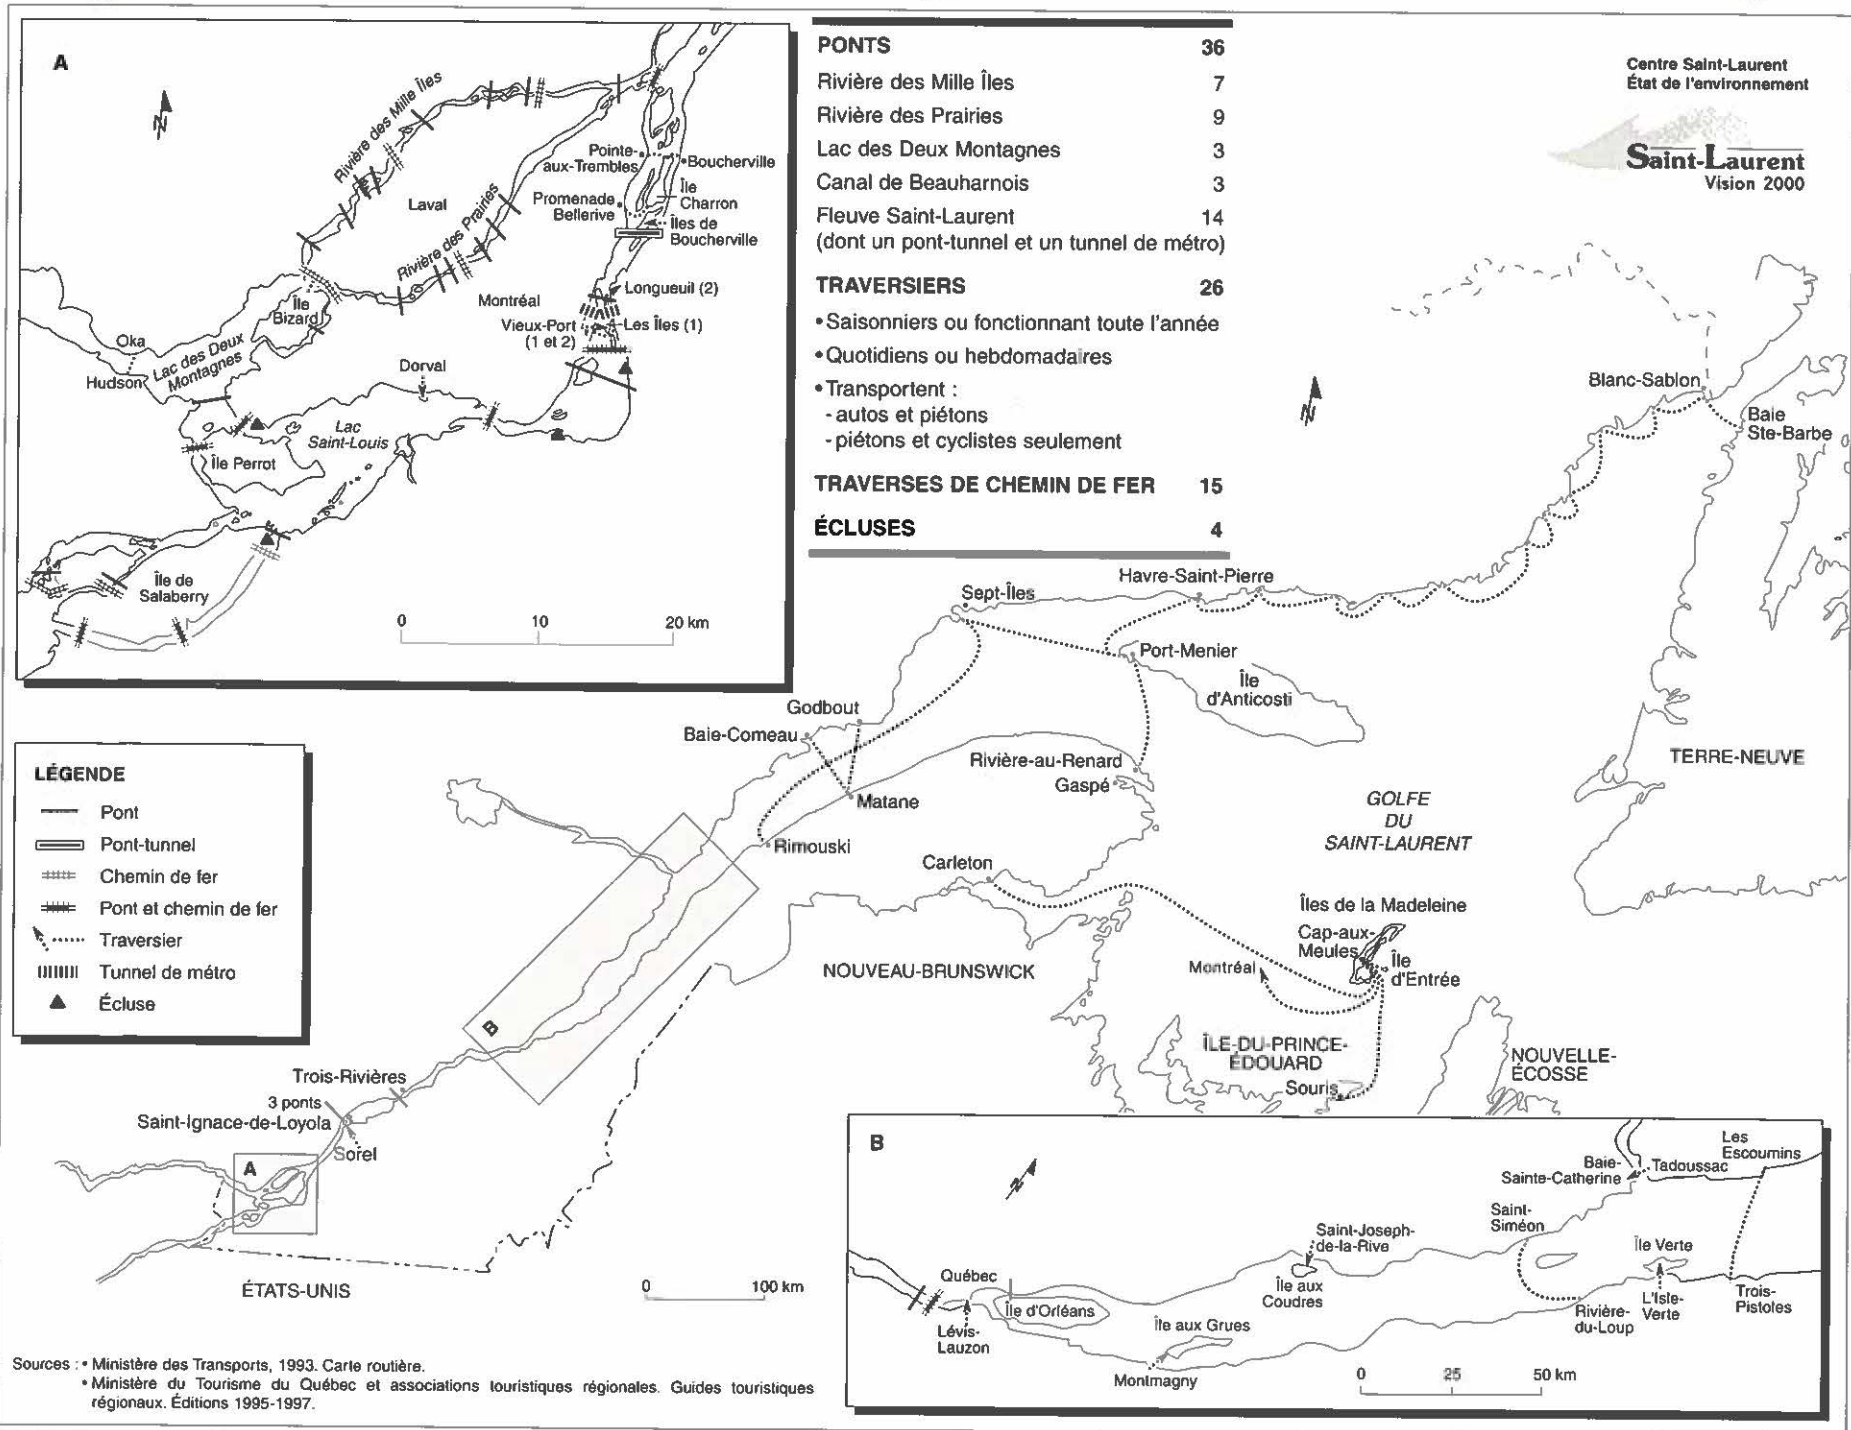 A
N
Rivière des Mille Îles
Laval
Rivière des Prairies
Pointe-
aux-Trembles
Boucherville
Île
Charron
Promenade
Bellerive
Îles de
Boucherville
Longueuil (2)
Montréal
Vieux-Port
(1 et 2)
Les Îles (1)
Île
Bizard
Oka
Lac des Deux
Montagnes
Hudson
Dorval
Lac
Saint-Louis
Île Perrot
Île de
Salaberry
0 10 20 km
PONTS 36
Rivière des Mille Îles 7
Rivière des Prairies 9
Lac des Deux Montagnes 3
Canal de Beauharnois 3
Fleuve Saint-Laurent 14
(dont un pont-tunnel et un tunnel de métro)
TRAVERSIERS 26
• Saisonniers ou fonctionnant toute l'année
• Quotidiens ou hebdomadaires
• Transportent :
- autos et piétons
- piétons et cyclistes seulement
TRAVERSES DE CHEMIN DE FER 15
ÉCLUSES 4
Centre Saint-Laurent
État de l'environnement
Saint-Laurent
Vision 2000
N
Blanc-Sablon
Baie
Ste-Barbe
Havre-Saint-Pierre
Sept-Îles
Port-Menier
Île
d'Anticosti
Godbout
Baie-Comeau
Rivière-au-Renard
Gaspé
Matane
Rimouski
TERRE-NEUVE
GOLFE
DU
SAINT-LAURENT
Carleton
Îles de la Madeleine
Cap-aux-
Meules
Île
d'Entrée
Montréal
NOUVEAU-BRUNSWICK
ÎLE-DU-PRINCE-
ÉDOUARD
Souris
NOUVELLE-
ÉCOSSE
LÉGENDE
Pont
Pont-tunnel
Chemin de fer
Pont et chemin de fer
Traversier
Tunnel de métro
Écluse
B
Trois-Rivières
3 ponts
Saint-Ignace-de-Loyola
Sorel
A
ÉTATS-UNIS
0 100 km
B
N
Les
Escoumins
Baie-
Sainte-Catherine
Tadoussac
Saint-
Siméon
Saint-Joseph-
de-la-Rive
Île Verte
Québec
Île d'Orléans
Île aux
Coudres
Rivière-
du-Loup
L'Isle-
Verte
Trois-
Pistoles
Lévis-
Lauzon
Île aux Grues
Montmagny
0 25 50 km
Sources : • Ministère des Transports, 1993. Carte routière.
• Ministère du Tourisme du Québec et associations touristiques régionales. Guides touristiques
régionaux. Éditions 1995-1997.